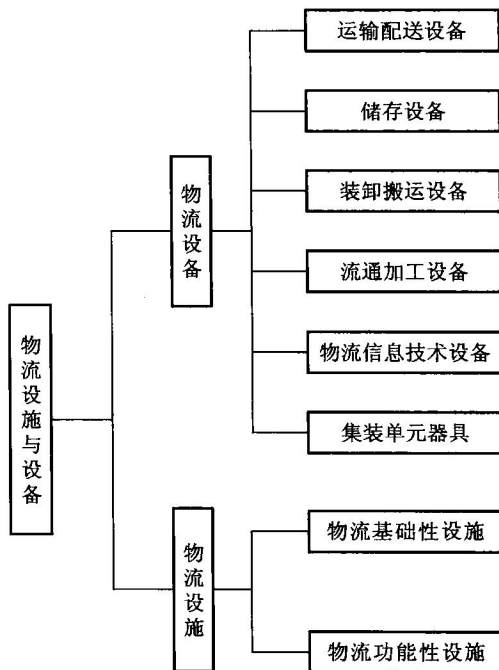 物流设施与设备
物流设备
运输配送设备
储存设备
装卸搬运设备
流通加工设备
物流信息技术设备
集装单元器具
物流设施
物流基础性设施
物流功能性设施